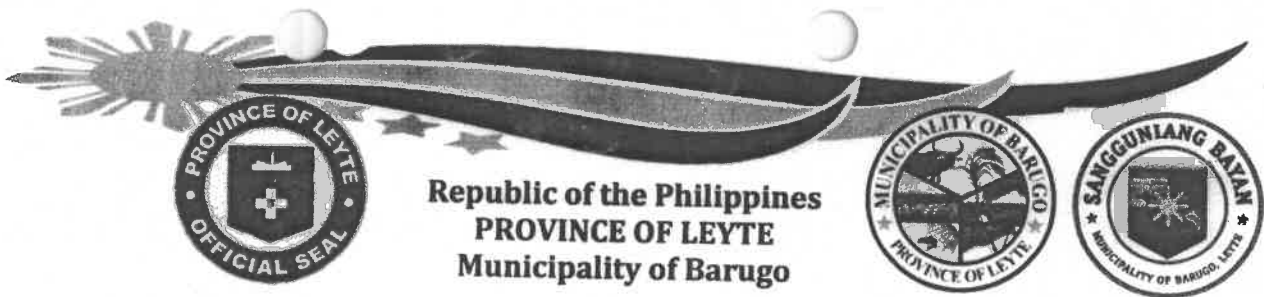 PROVINCE OF LEYTE
OFFICIAL SEAL
Republic of the Philippines
PROVINCE OF LEYTE
Municipality of Barugo
MUNICIPALITY OF BARUGO
PROVINCE OF LEYTE
SANGGUNIANG BAYAN
MUNICIPALITY OF BARUGO, LEYTE